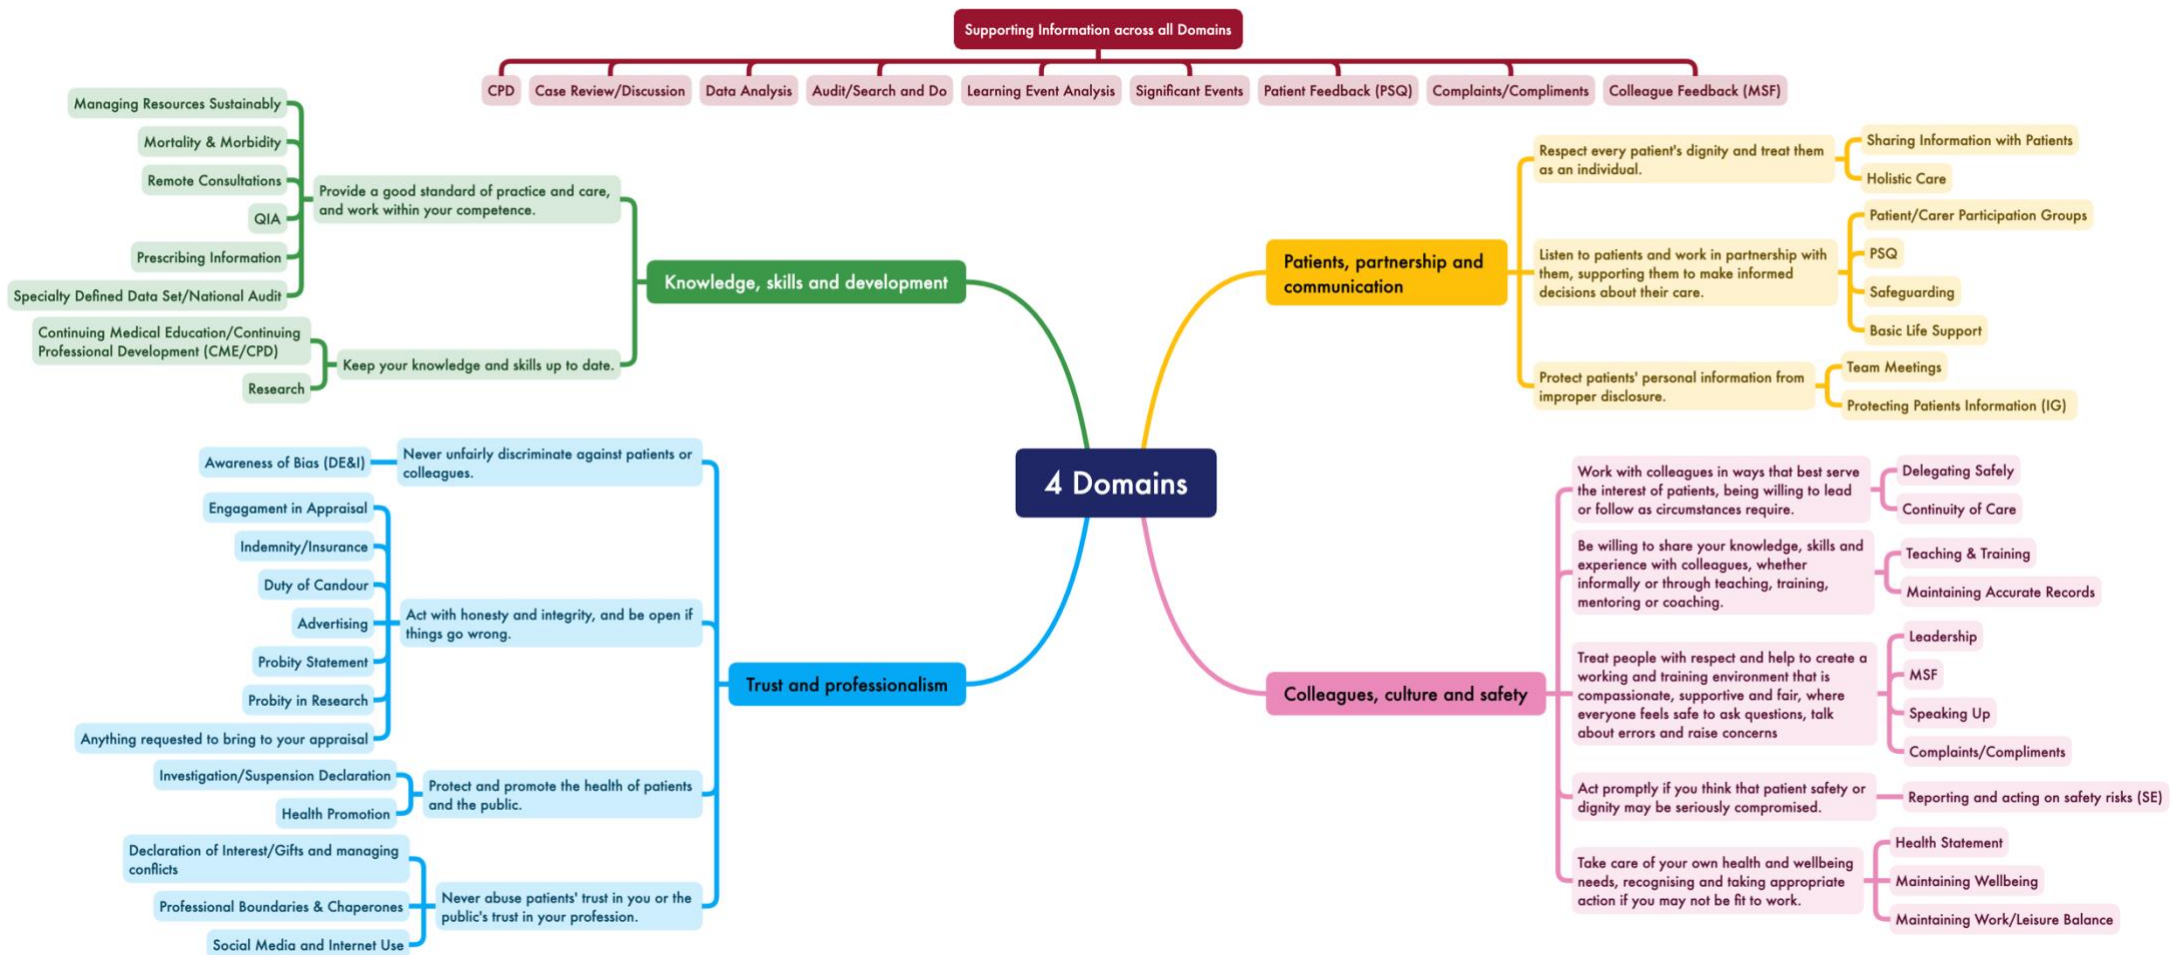 Supporting Information across all Domains
CPD
Case Review/Discussion
Data Analysis
Audit/Search and Do
Learning Event Analysis
Significant Events
Patient Feedback (PSQ)
Complaints/Compliments
Colleague Feedback (MSF)
4 Domains
Knowledge, skills and development
Provide a good standard of practice and care,
and work within your competence.
Managing Resources Sustainably
Mortality & Morbidity
Remote Consultations
QIA
Prescribing Information
Specialty Defined Data Set/National Audit
Keep your knowledge and skills up to date.
Continuing Medical Education/Continuing
Professional Development (CME/CPD)
Research
Patients, partnership and
communication
Respect every patient's dignity and treat them
as an individual.
Sharing Information with Patients
Holistic Care
Listen to patients and work in partnership with
them, supporting them to make informed
decisions about their care.
Patient/Carer Participation Groups
PSQ
Safeguarding
Basic Life Support
Protect patients' personal information from
improper disclosure.
Team Meetings
Protecting Patients Information (IG)
Trust and professionalism
Never unfairly discriminate against patients or
colleagues.
Awareness of Bias (DE&I)
Act with honesty and integrity, and be open if
things go wrong.
Engagament in Appraisal
Indemnity/Insurance
Duty of Candour
Advertising
Probity Statement
Probity in Research
Anything requested to bring to your appraisal
Protect and promote the health of patients
and the public.
Investigation/Suspension Declaration
Health Promotion
Never abuse patients' trust in you or the
public's trust in your profession.
Declaration of Interest/Gifts and managing
conflicts
Professional Boundaries & Chaperones
Social Media and Internet Use
Colleagues, culture and safety
Work with colleagues in ways that best serve
the interest of patients, being willing to lead
or follow as circumstances require.
Delegating Safely
Continuity of Care
Be willing to share your knowledge, skills and
experience with colleagues, whether
informally or through teaching, training,
mentoring or coaching.
Teaching & Training
Maintaining Accurate Records
Treat people with respect and help to create a
working and training environment that is
compassionate, supportive and fair, where
everyone feels safe to ask questions, talk
about errors and raise concerns
Leadership
MSF
Speaking Up
Complaints/Compliments
Act promptly if you think that patient safety or
dignity may be seriously compromised.
Reporting and acting on safety risks (SE)
Take care of your own health and wellbeing
needs, recognising and taking appropriate
action if you may not be fit to work.
Health Statement
Maintaining Wellbeing
Maintaining Work/Leisure Balance